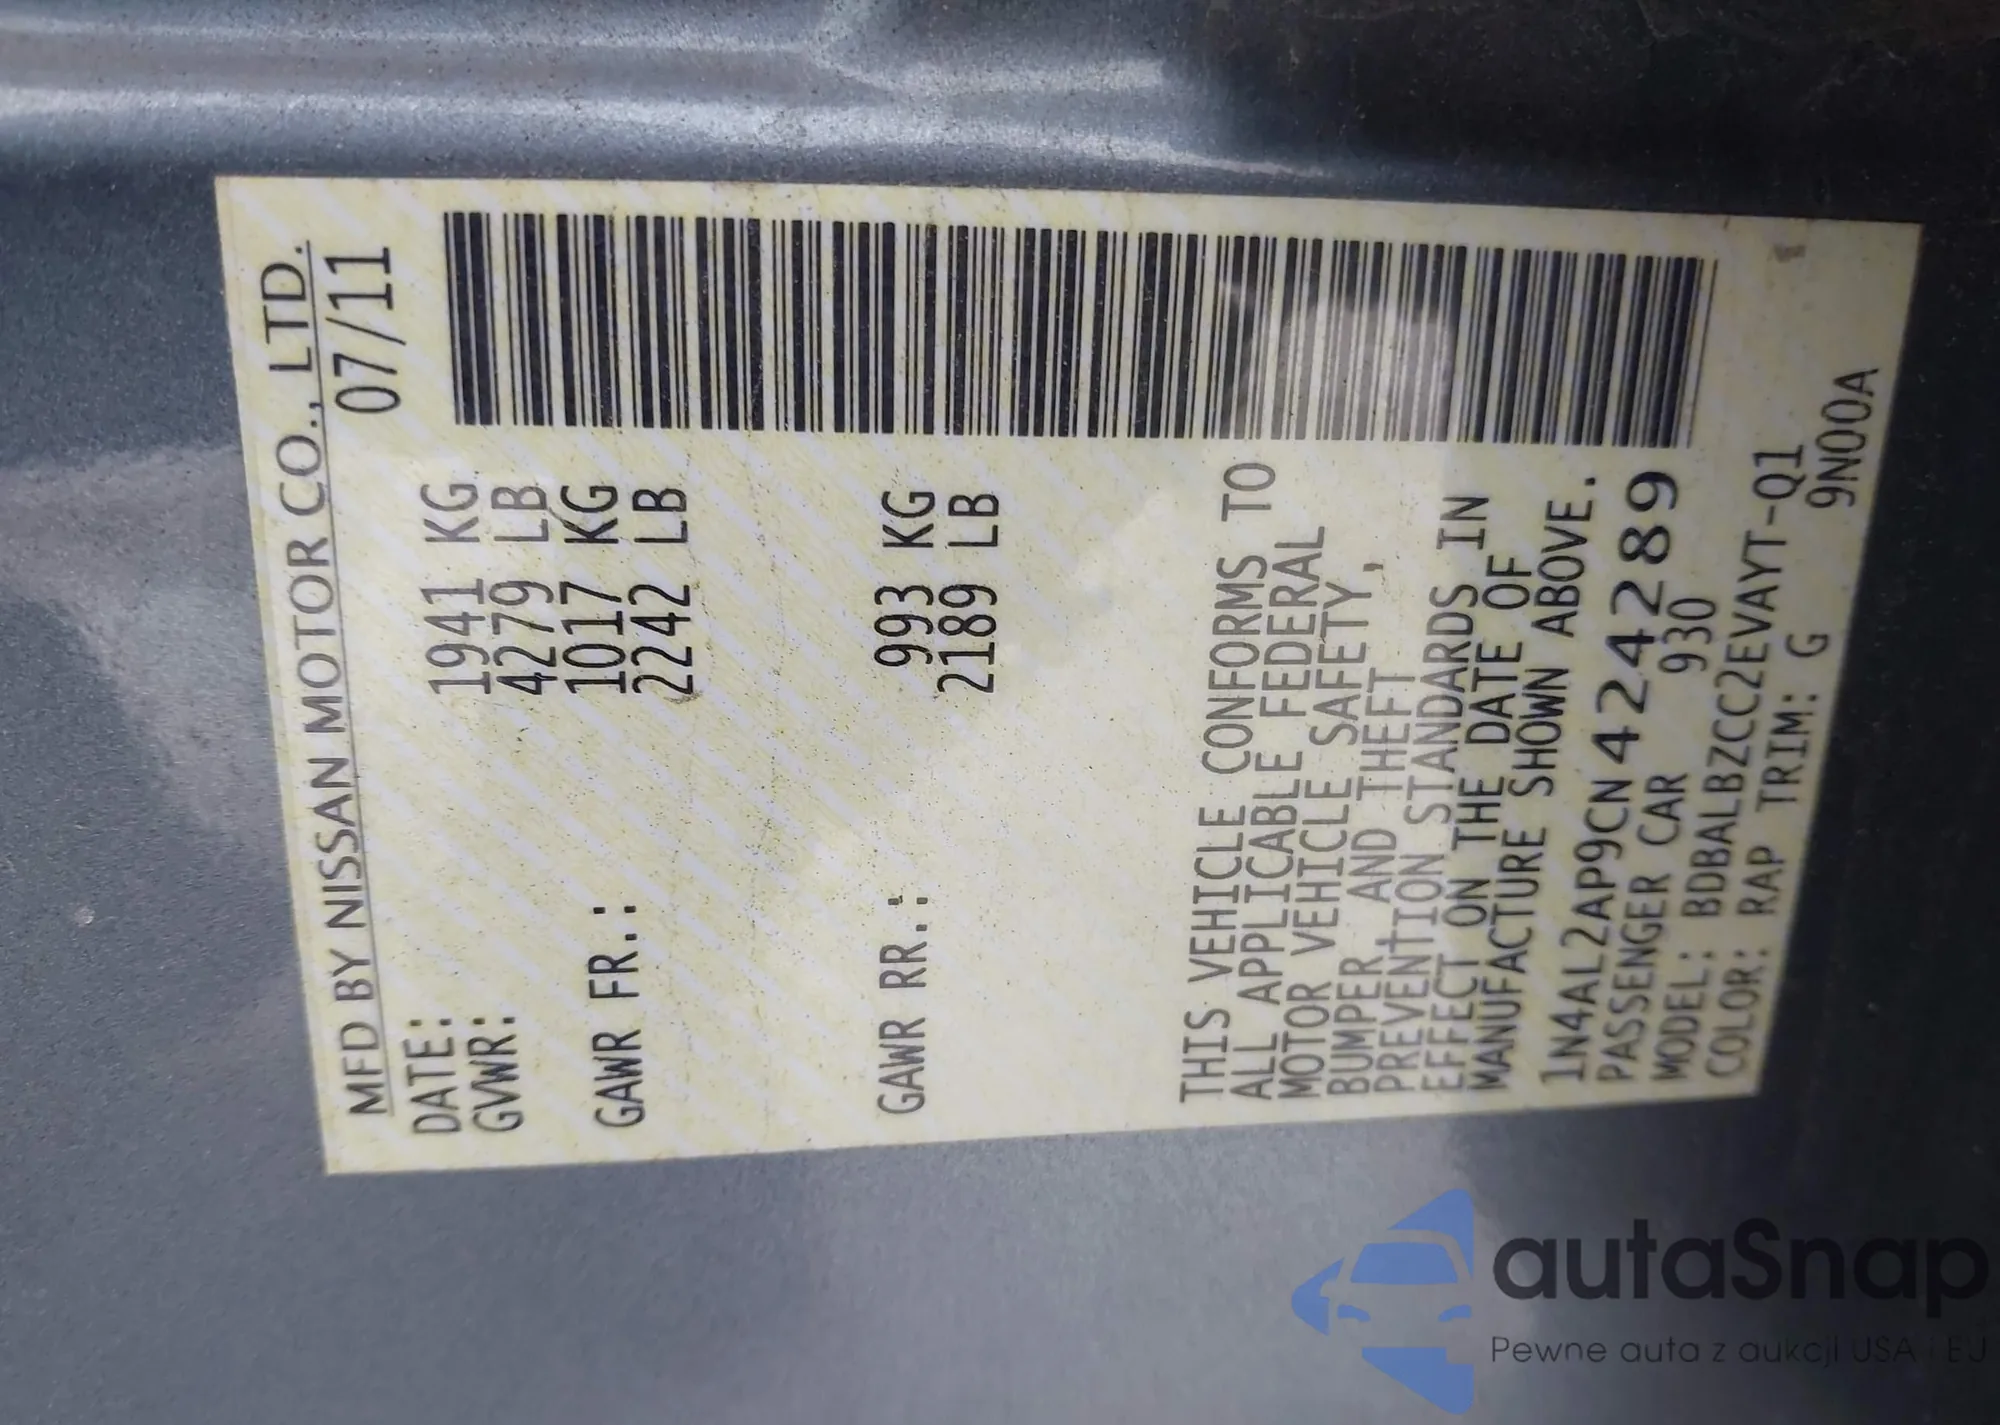 MFD BY NISSAN MOTOR CO., LTD.
DATE: 07/11
GVWR: 1941 KG
4279 LB
GAWR FR.: 1017 KG
2242 LB
GAWR RR.: 993 KG
2189 LB
THIS VEHICLE CONFORMS TO
ALL APPLICABLE FEDERAL
MOTOR VEHICLE SAFETY,
BUMPER, AND THEFT
PREVENTION STANDARDS IN
EFFECT ON THE DATE OF
MANUFACTURE SHOWN ABOVE.
1N4AL2AP9CN424289
PASSENGER CAR 930
MODEL: BDBALBZCC2EVAYT-Q1
COLOR: RAP TRIM: G 9N00A
autaSnap
Pewne auta z aukcji USA i EU